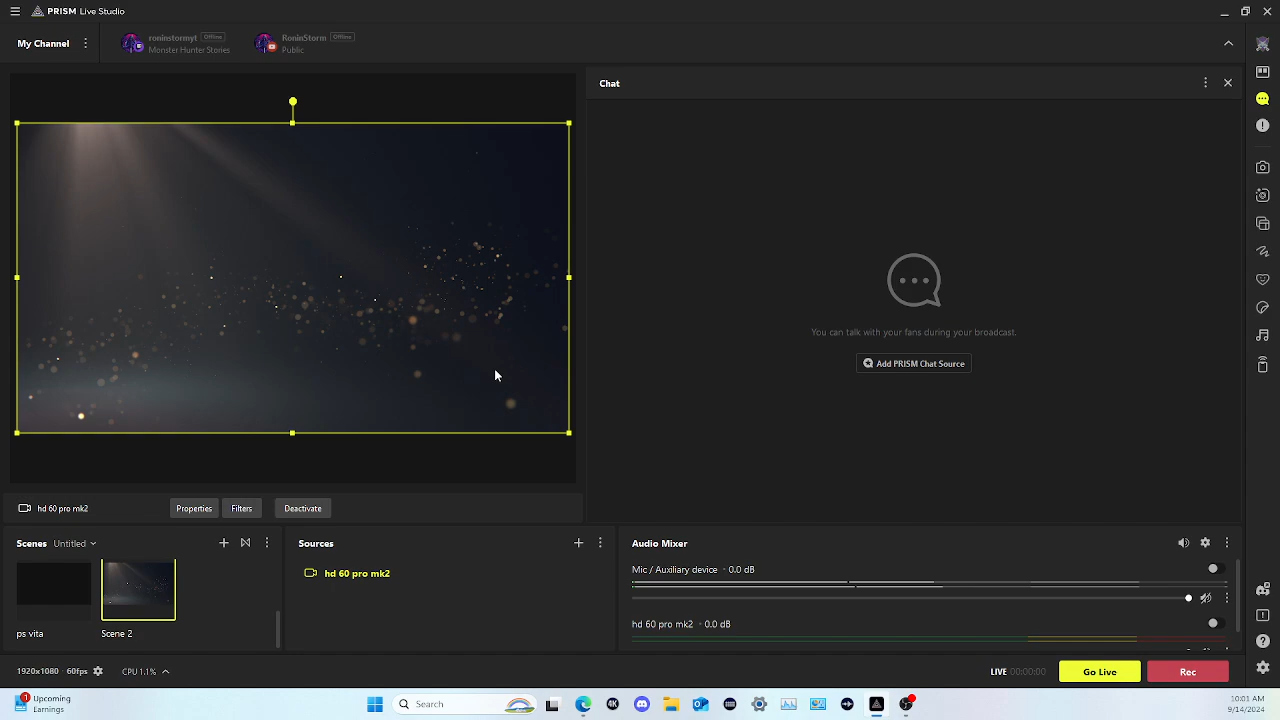 PRISM Live Studio
My Channel
roninstormyt Offline
Monster Hunter Stories
Ronin5torm Offline
Public
Chat
You can talk with your fans during your broadcast.
Add PRISM Chat Source
hd 60 pro mk2
Properties
Filters
Deactivate
Scenes Untitled
Sources
Audio Mixer
hd 60 pro mk2
Mic / Auxiliary device - 0.0 dB
ps vita
Scene 2
hd 60 pro mk2 - 0.0 dB
1920x1080 - 60fps
CPU 1.1%
LIVE 00:00:00
Go Live
Rec
1
Upcoming
Earnings
Search
4K
10:01 AM
9/14/2024